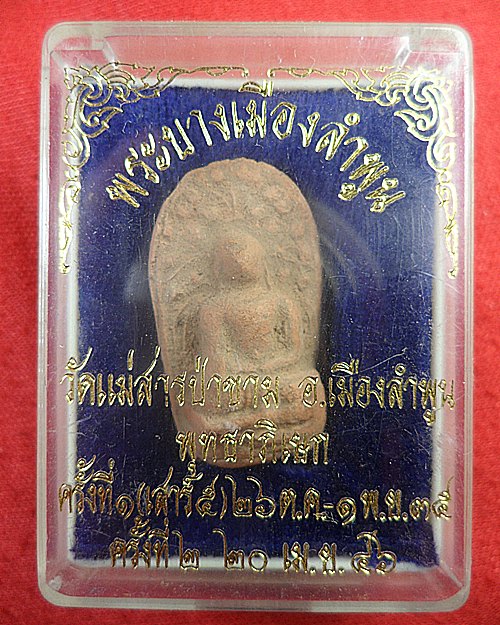 พระบางเมืองลำพูน
วัดแม่สารป่าขาม อ.เมืองลำพูน
พุทธาภิเษก
ครั้งที่๑(เสาร์๕)๒๖ต.ค.-๑พ.ย.๓๕
ครั้งที่๒ ๒๐ เม.ย.๔๖